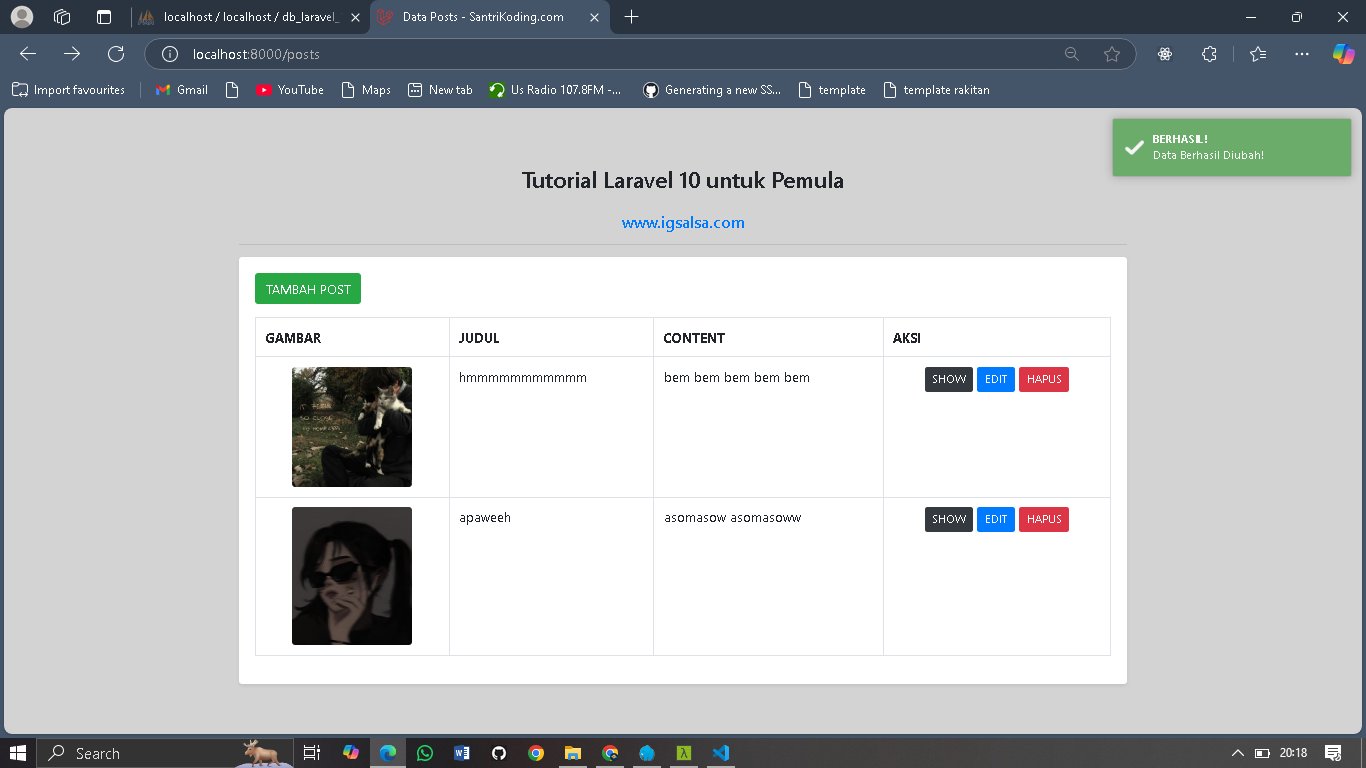 localhost / localhost / db_laravel_
Data Posts - SantriKoding.com
localhost:8000/posts
Import favourites
Gmail
YouTube
Maps
New tab
Us Radio 107.8FM -...
Generating a new SS...
template
template rakitan
BERHASIL!
Data Berhasil Diubah!
Tutorial Laravel 10 untuk Pemula
www.igsalsa.com
TAMBAH POST
GAMBAR JUDUL CONTENT AKSI
hmmmmmmmmmmm bem bem bem bem bem SHOW EDIT HAPUS
apaweeh asomasow asomasoww SHOW EDIT HAPUS
Search
20:18